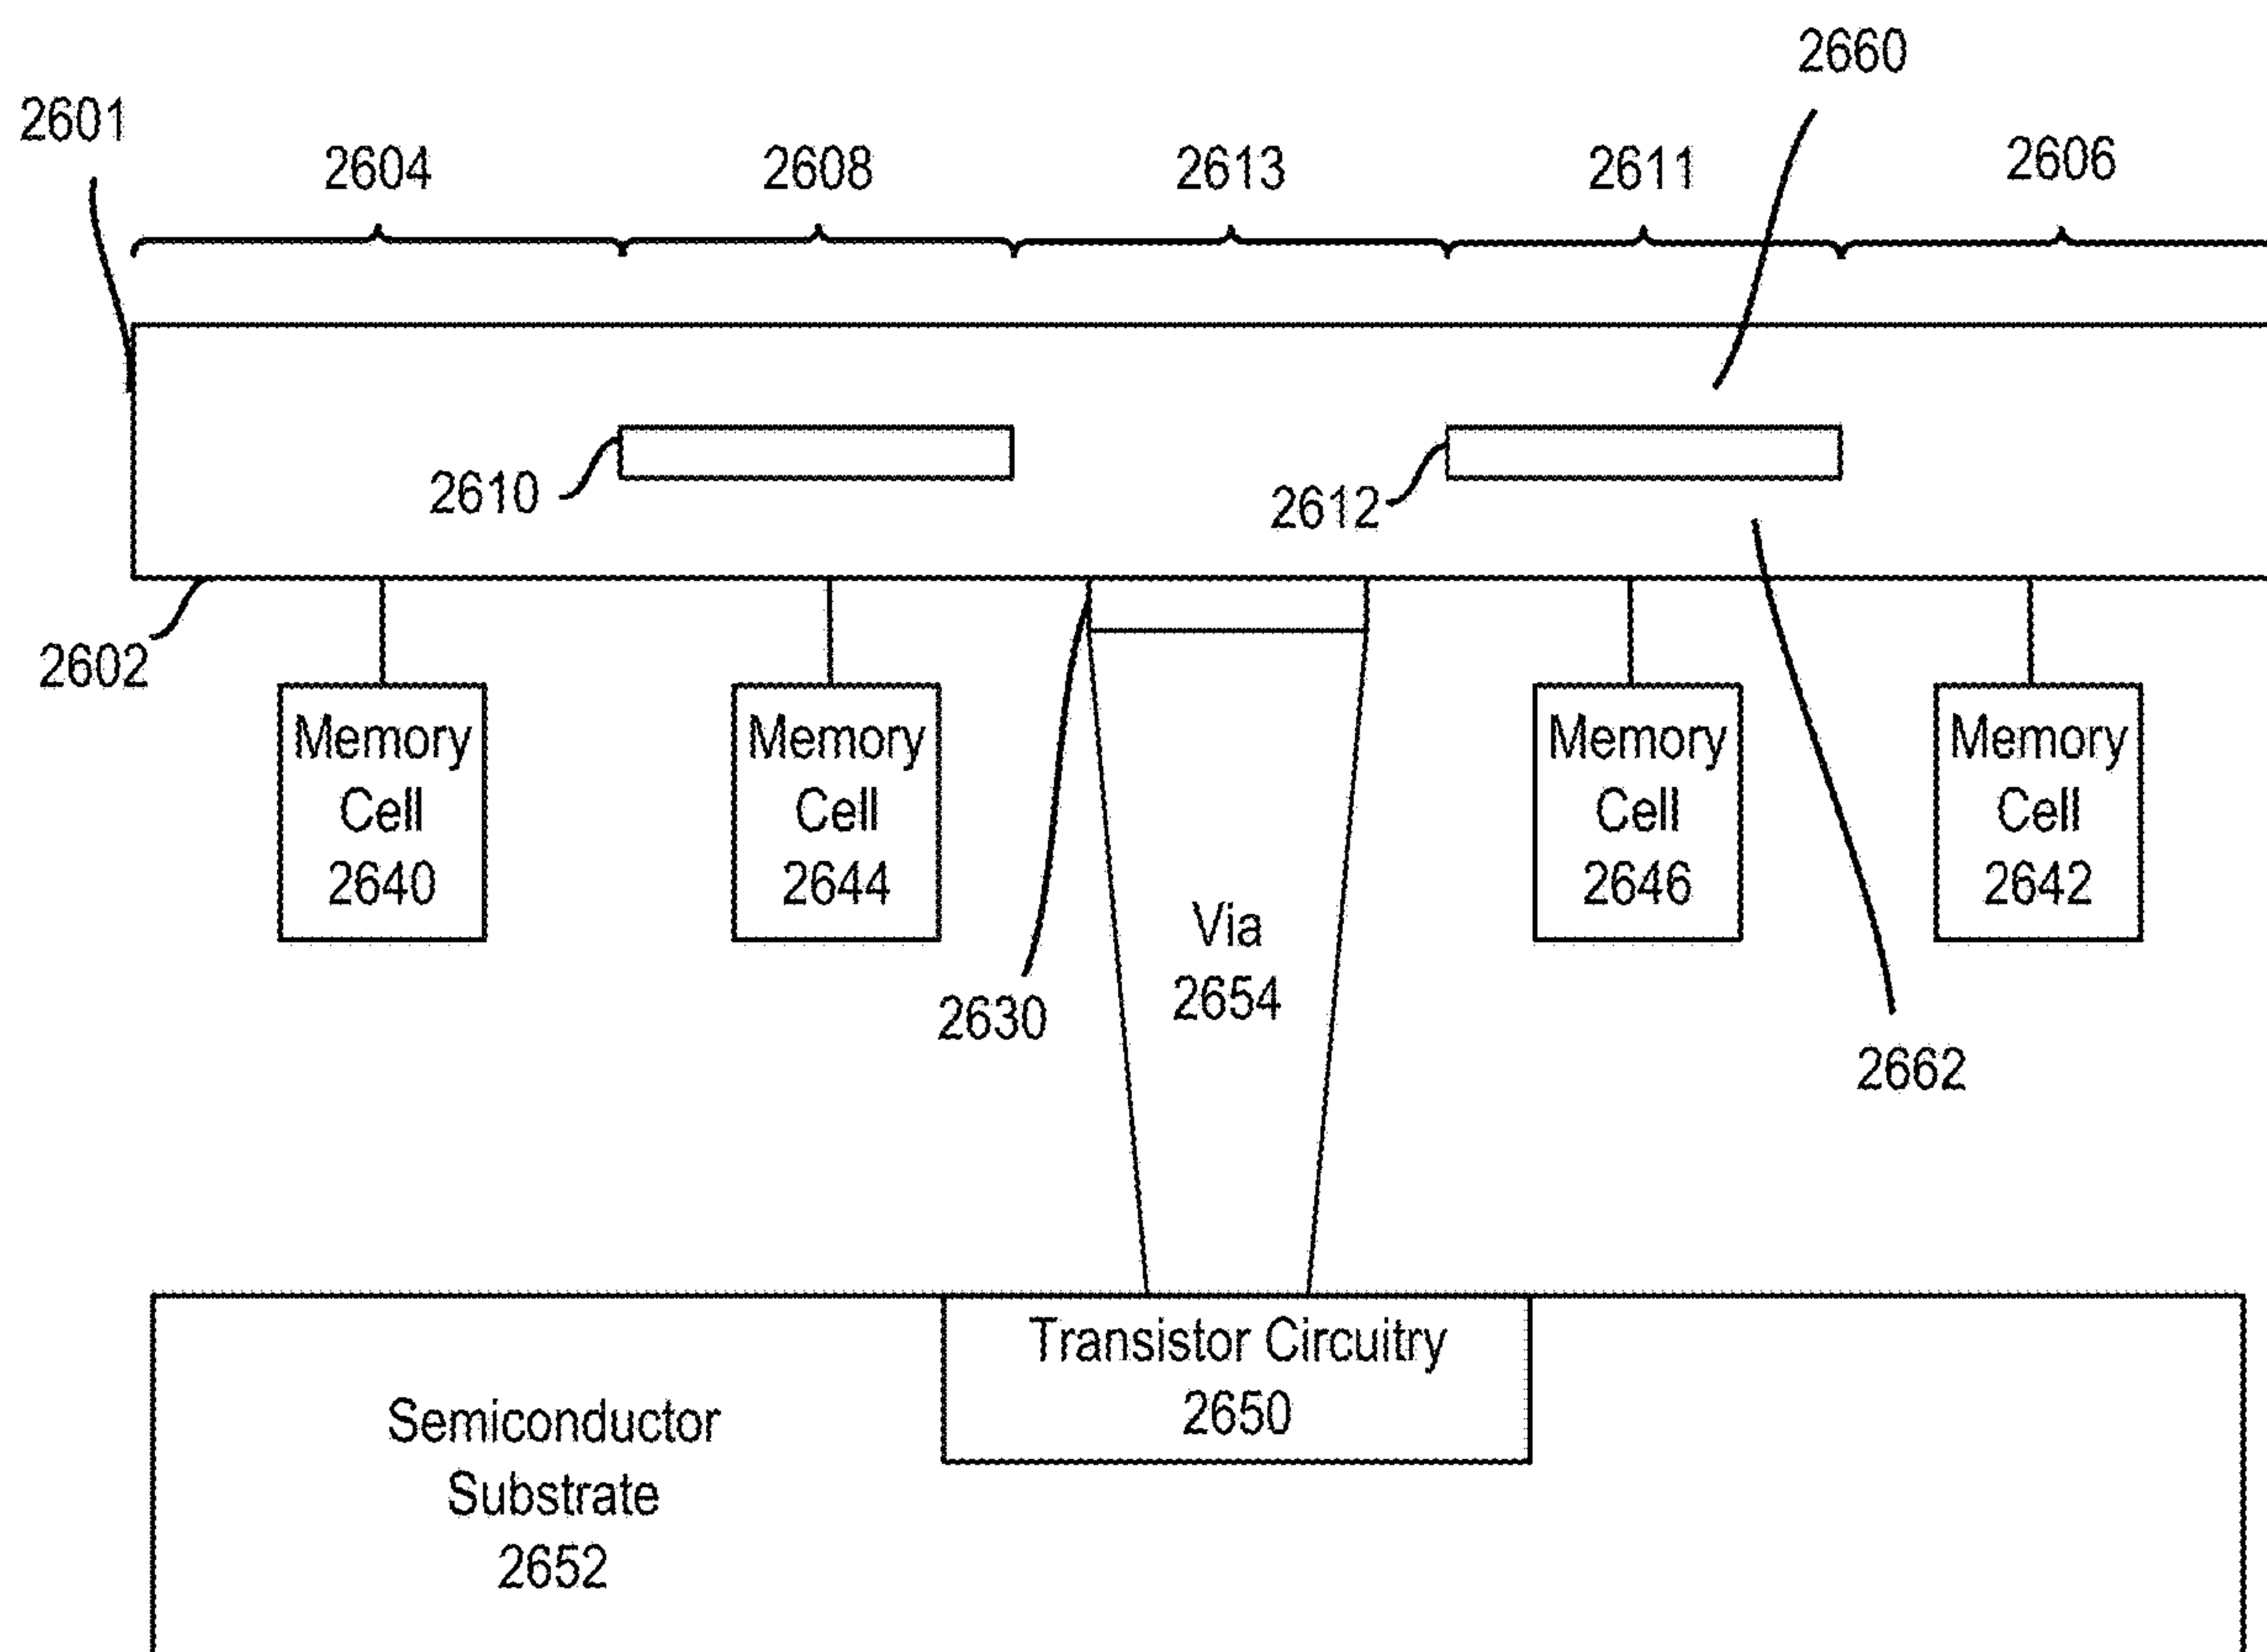 2660
2601
2604
2608
2613
2611
2606
2610
2612
2602
Memory
Cell
2640
Memory
Cell
2644
Memory
Cell
2646
Memory
Cell
2642
Via
2654
2630
2662
Transistor Circuitry
2650
Semiconductor
Substrate
2652